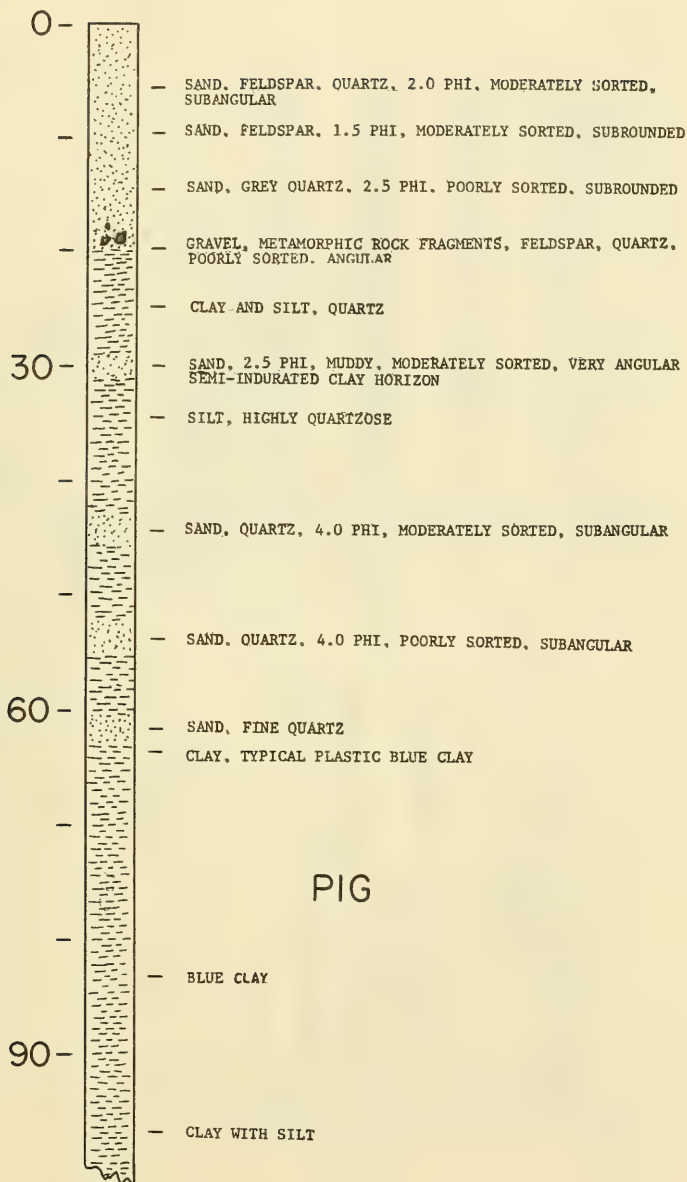 0
SAND, FELDSPAR. QUARTZ, 2.0 PHI, MODERATELY SORTED,
SUBANGULAR
SAND, FELDSPAR, 1.5 PHI, MODERATELY SORTED, SUBROUNDED
SAND, GREY QUARTZ, 2.5 PHI. POORLY SORTED. SUBROUNDED
GRAVEL, METAMORPHIC ROCK FRAGMENTS, FELDSPAR, QUARTZ,
POORLY SORTED. ANGULAR
CLAY AND SILT, QUARTZ
30
SAND, 2.5 PHI, MUDDY, MODERATELY SORTED, VERY ANGULAR
SEMI-INDURATED CLAY HORIZON
SILT, HIGHLY QUARTZOSE
SAND, QUARTZ, 4.0 PHI, MODERATELY SORTED, SUBANGULAR
SAND. QUARTZ, 4.0 PHI, POORLY SORTED. SUBANGULAR
60
SAND, FINE QUARTZ
CLAY, TYPICAL PLASTIC BLUE CLAY
PIG
BLUE CLAY
90
CLAY WITH SILT